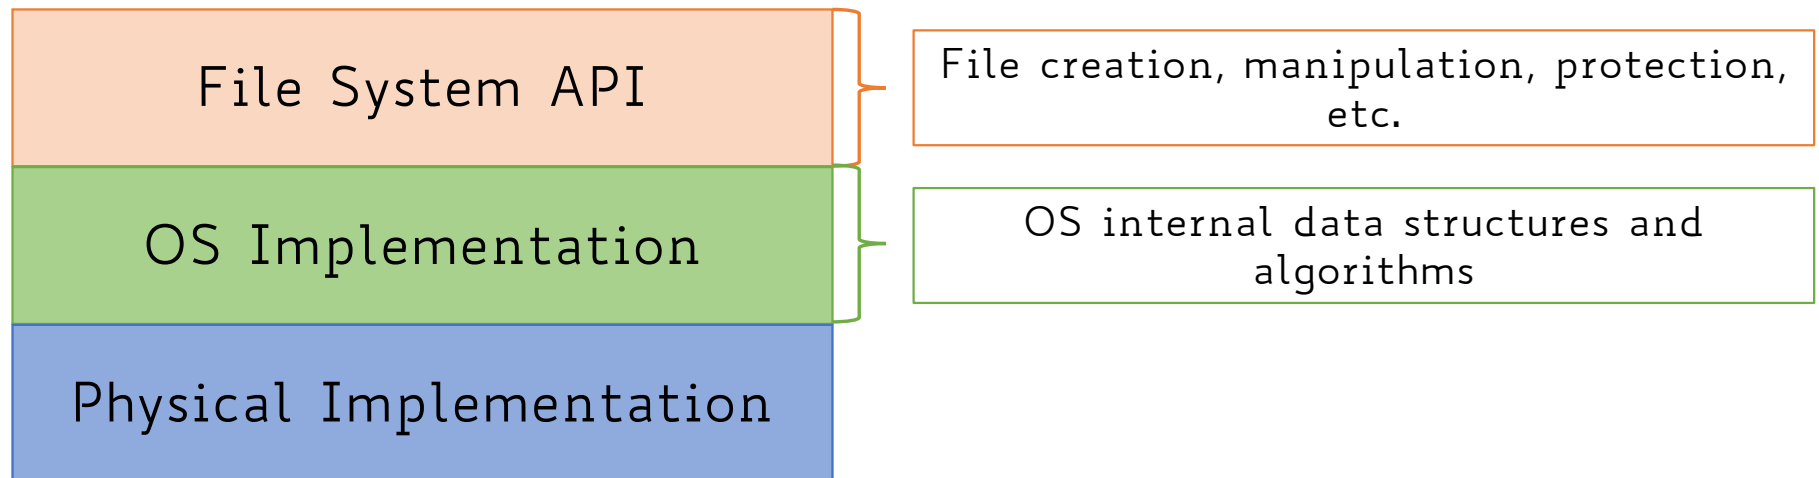 File System API
File creation, manipulation, protection,
etc.
OS Implementation
OS internal data structures and
algorithms
Physical Implementation